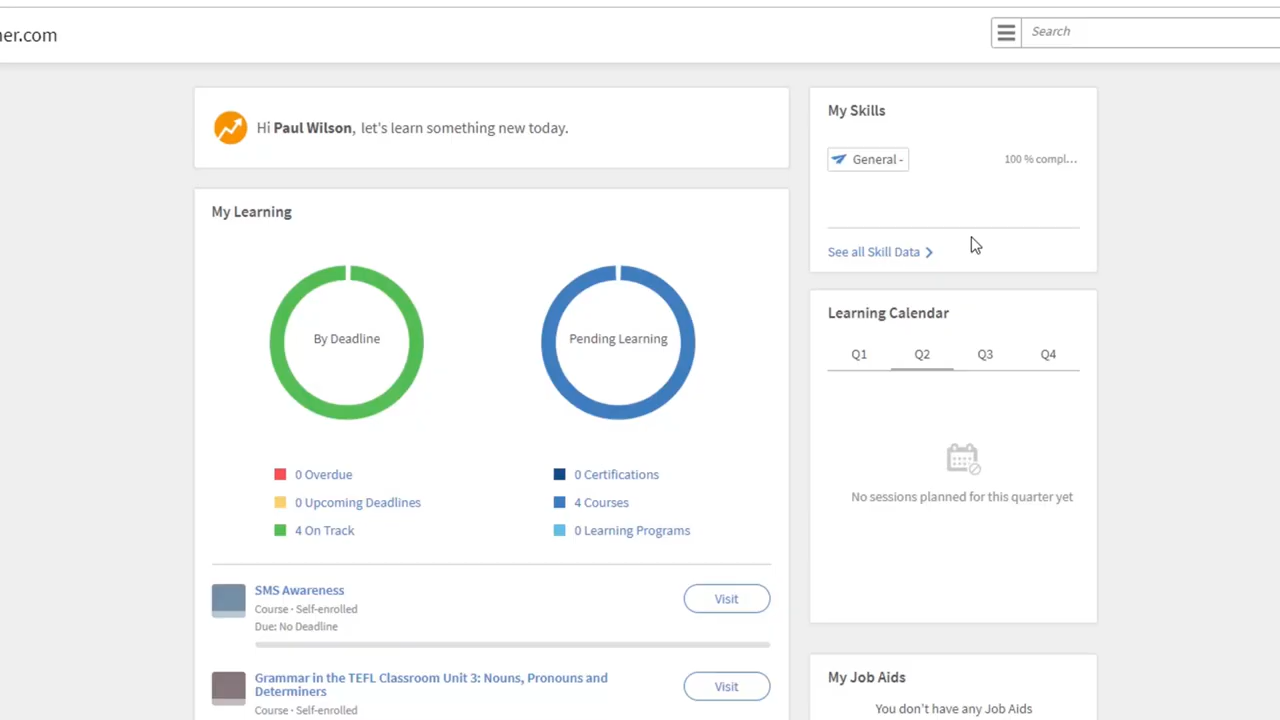 ner.com
Search
Hi Paul Wilson, let's learn something new today.
My Learning
By Deadline
Pending Learning
0 Overdue
0 Upcoming Deadlines
4 On Track
0 Certifications
4 Courses
0 Learning Programs
SMS Awareness
Course · Self-enrolled
Due: No Deadline
Visit
Grammar in the TEFL Classroom Unit 3: Nouns, Pronouns and
Determiners
Course · Self-enrolled
Visit
My Skills
General -
100 % compl...
See all Skill Data
Learning Calendar
Q1 Q2 Q3 Q4
No sessions planned for this quarter yet
My Job Aids
You don't have any Job Aids